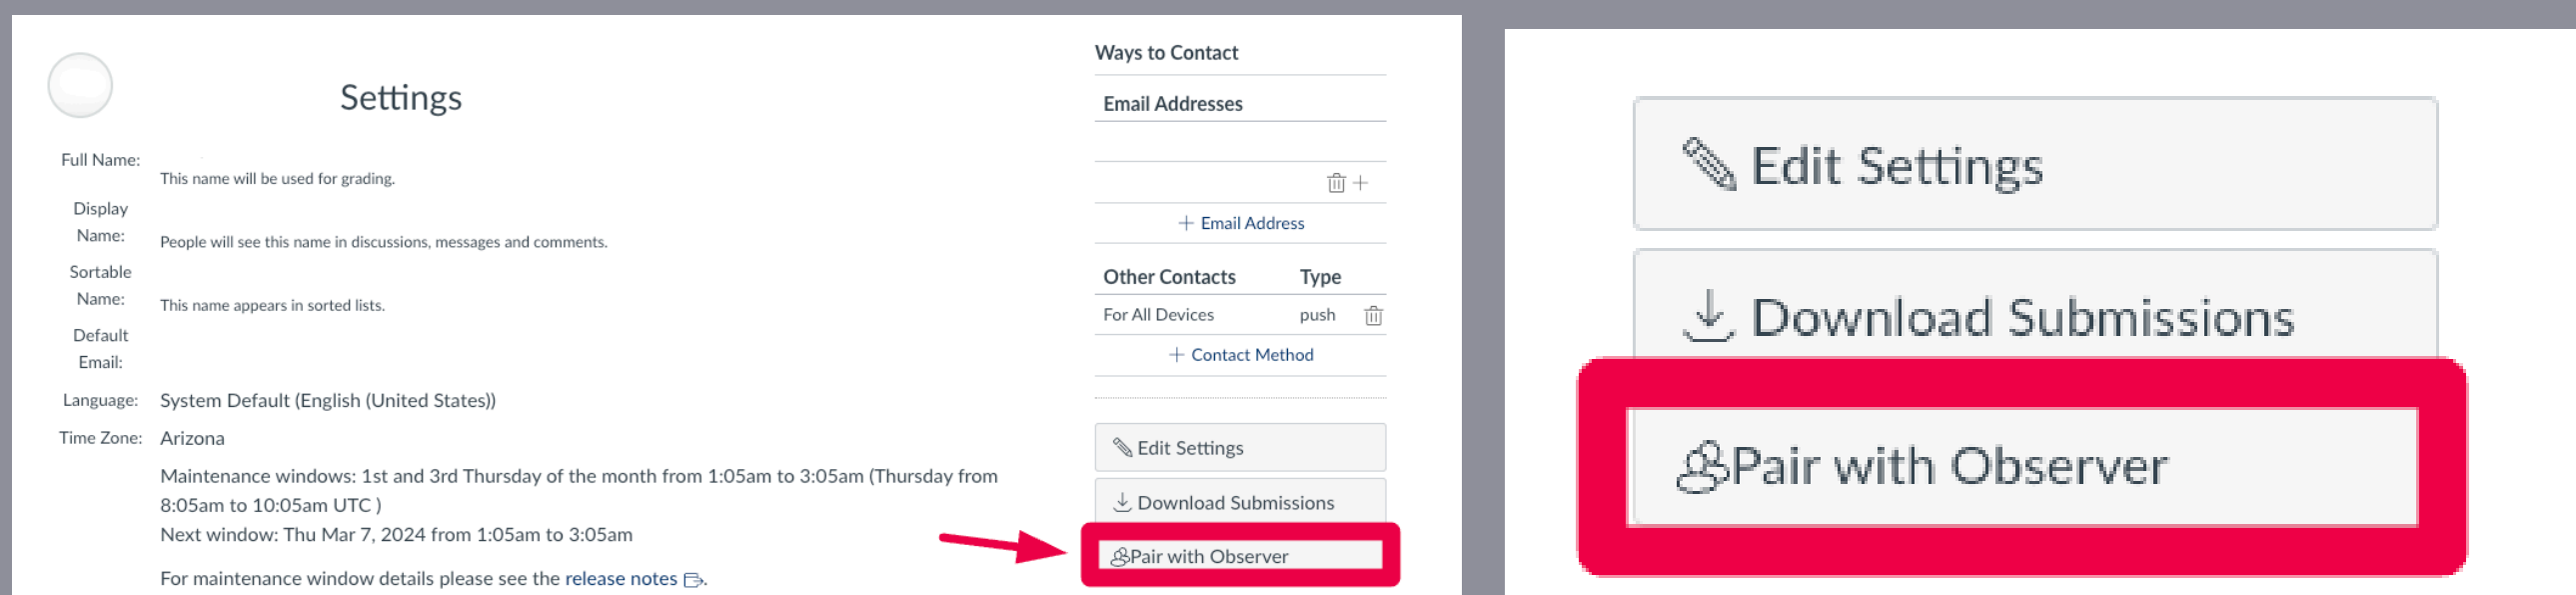 Settings
Full Name:
This name will be used for grading.
Display
Name:
People will see this name in discussions, messages and comments.
Sortable
Name:
This name appears in sorted lists.
Default
Email:
Language: System Default (English (United States))
Time Zone: Arizona
Maintenance windows: 1st and 3rd Thursday of the month from 1:05am to 3:05am (Thursday from
8:05am to 10:05am UTC )
Next window: Thu Mar 7, 2024 from 1:05am to 3:05am
For maintenance window details please see the release notes.
Ways to Contact
Email Addresses
+ Email Address
Other Contacts Type
For All Devices push
+ Contact Method
Edit Settings
Download Submissions
Pair with Observer
Edit Settings
Download Submissions
Pair with Observer